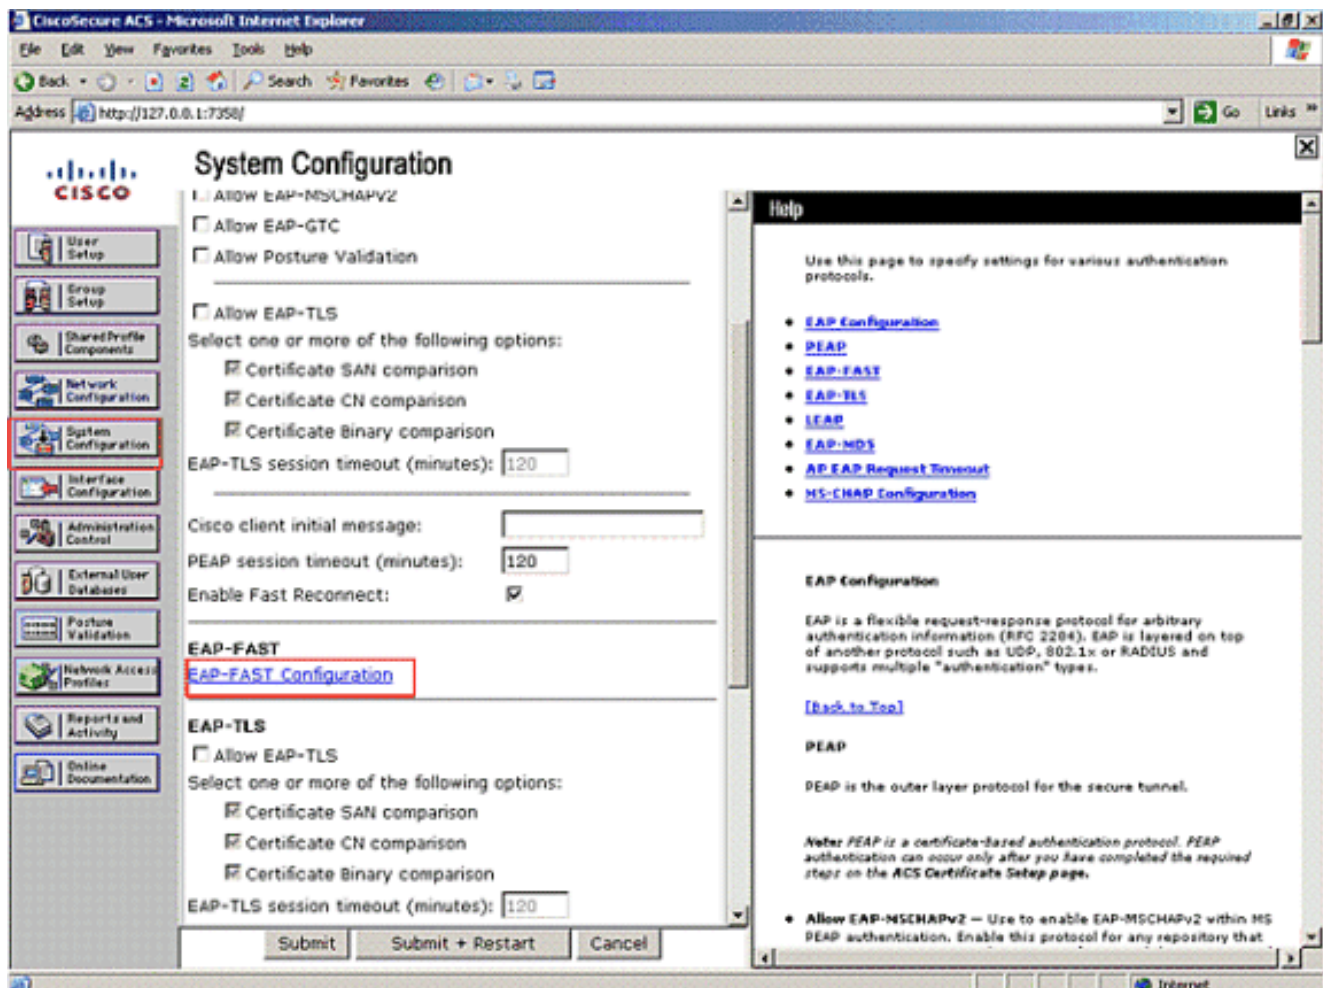 CiscoSecure ACS - Microsoft Internet Explorer
File Edit View Favorites Tools Help
Back Search Favorites
Address http://127.0.0.1:7358/ Go Links »
CISCO
System Configuration
User Setup
Group Setup
Shared Profile Components
Network Configuration
System Configuration
Interface Configuration
Administration Control
External User Databases
Posture Validation
Network Access Profiles
Reports and Activity
Online Documentation
Allow EAP-MSCHAPv2
Allow EAP-GTC
Allow Posture Validation
Allow EAP-TLS
Select one or more of the following options:
Certificate SAN comparison
Certificate CN comparison
Certificate Binary comparison
EAP-TLS session timeout (minutes): 120
Cisco client initial message:
PEAP session timeout (minutes): 120
Enable Fast Reconnect:
EAP-FAST
EAP-FAST Configuration
EAP-TLS
Allow EAP-TLS
Select one or more of the following options:
Certificate SAN comparison
Certificate CN comparison
Certificate Binary comparison
EAP-TLS session timeout (minutes): 120
Submit Submit + Restart Cancel
Help
Use this page to specify settings for various authentication
protocols.
EAP Configuration
PEAP
EAP-FAST
EAP-TLS
LEAP
EAP-MD5
AP EAP Request Timeout
MS-CHAP Configuration
EAP Configuration
EAP is a flexible request-response protocol for arbitrary
authentication information (RFC 2284). EAP is layered on top
of another protocol such as UDP, 802.1x or RADIUS and
supports multiple "authentication" types.
[Back to Top]
PEAP
PEAP is the outer layer protocol for the secure tunnel.
Note: PEAP is a certificate-based authentication protocol. PEAP
authentication can occur only after you have completed the required
steps on the ACS Certificate Setup page.
Allow EAP-MSCHAPv2 — Use to enable EAP-MSCHAPv2 within MS
PEAP authentication. Enable this protocol for any repository that
Internet